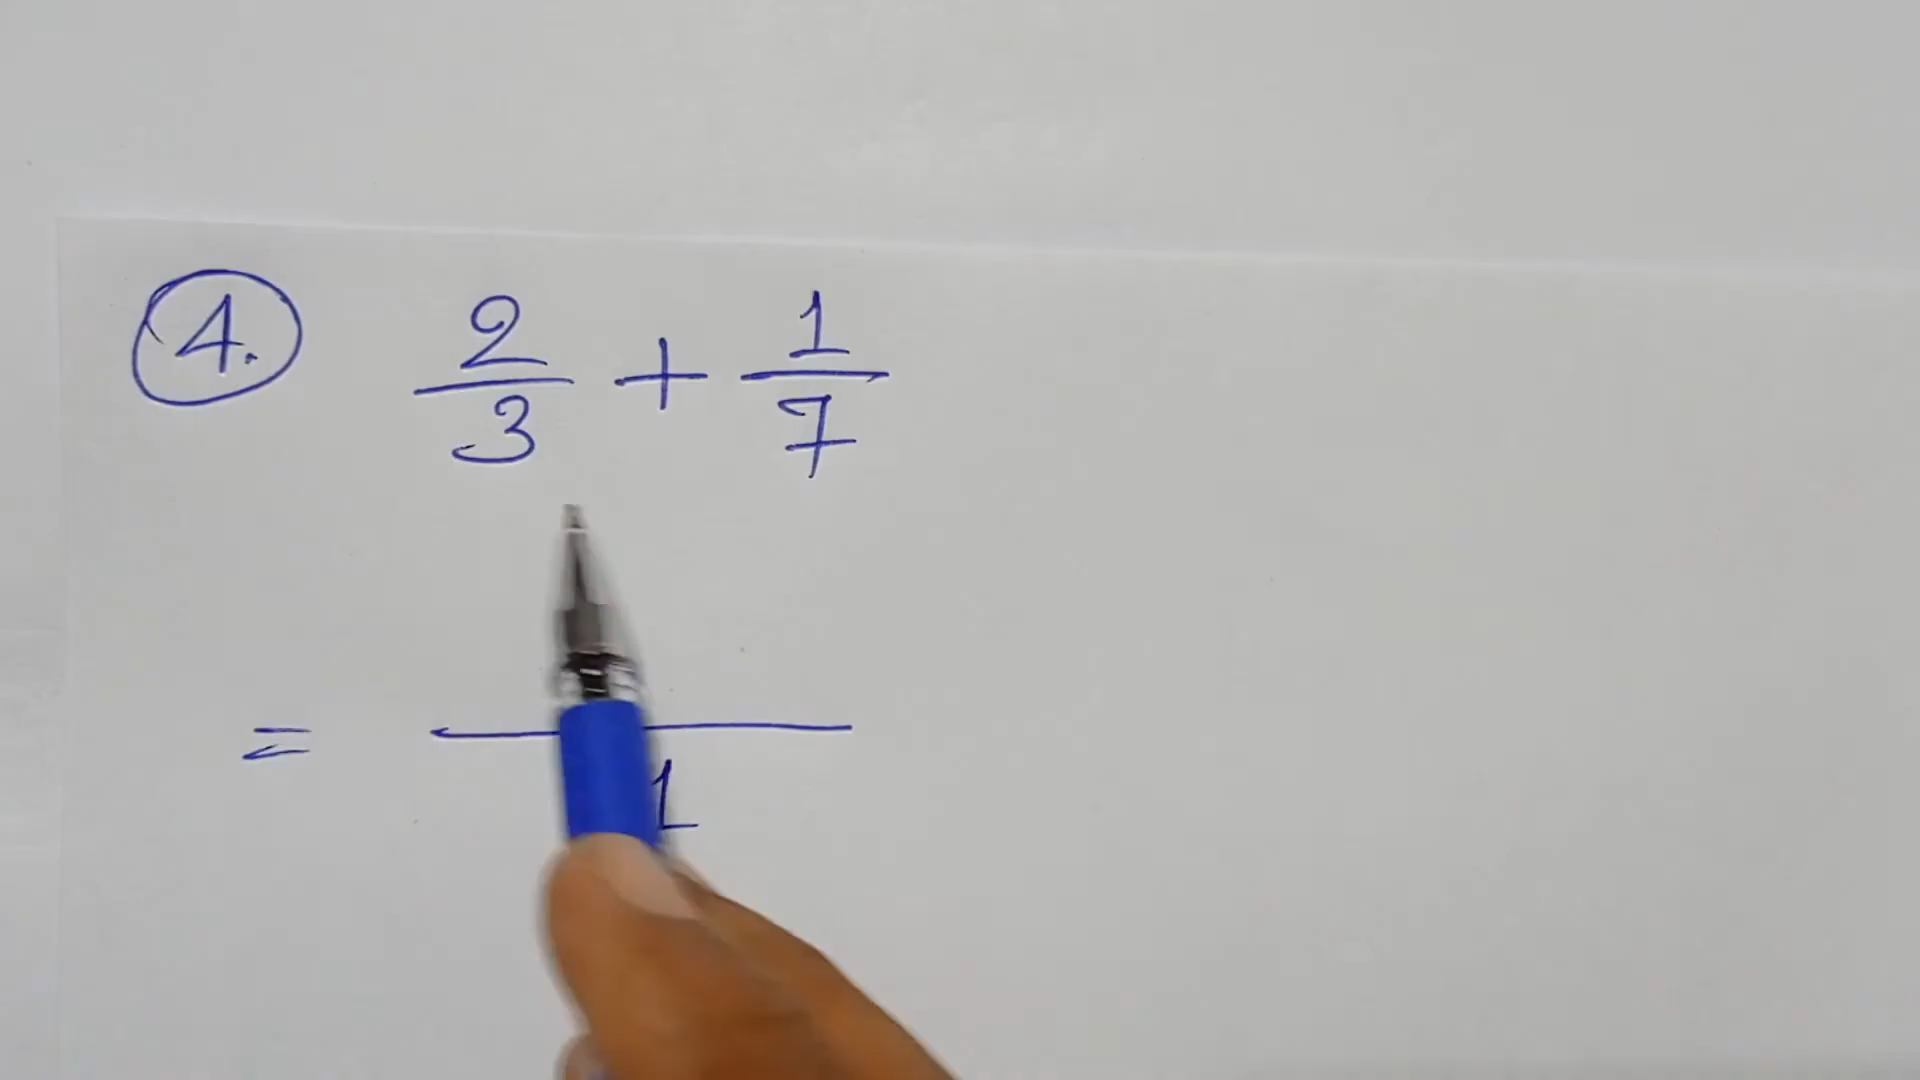 4. 2/3 + 1/7
= /1